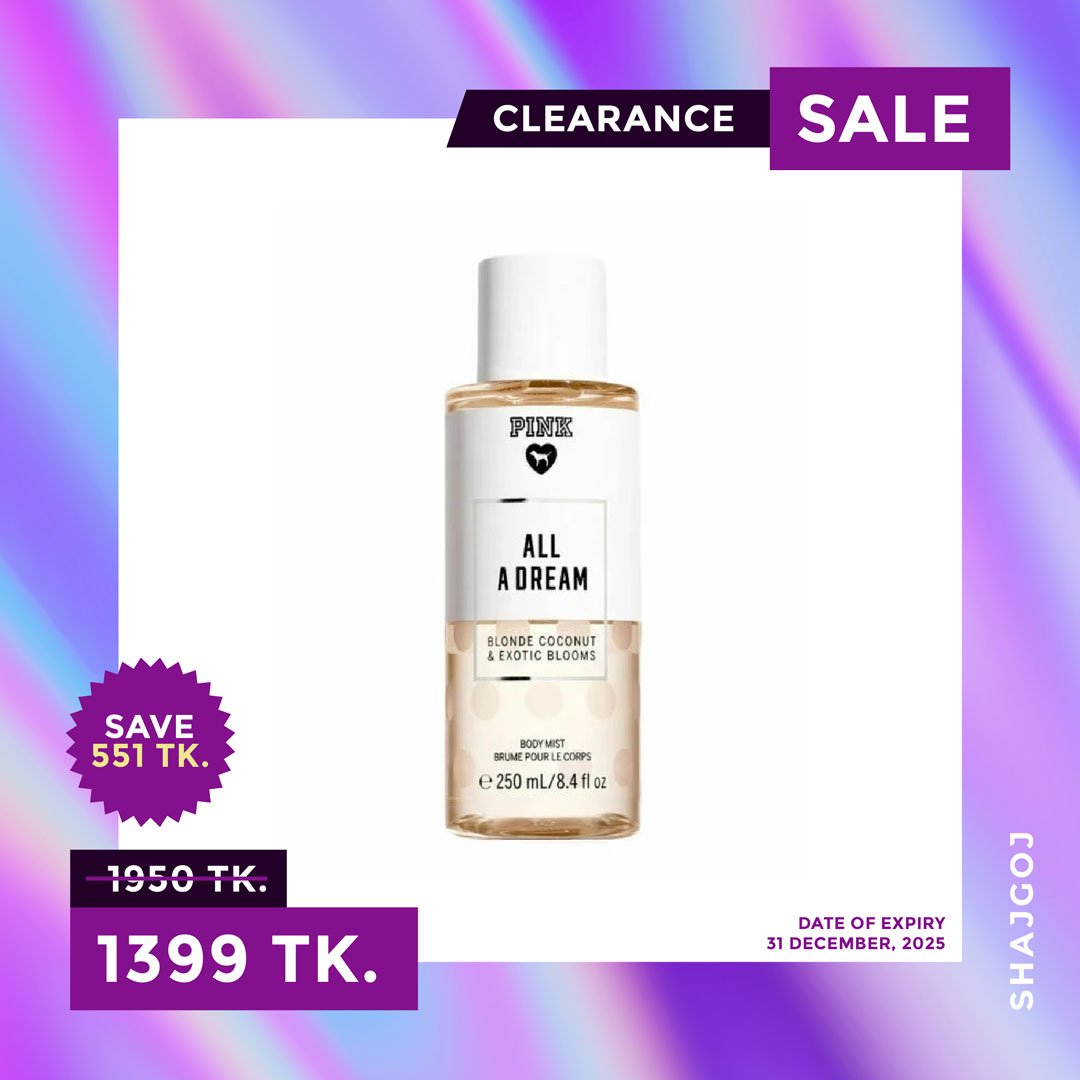 CLEARANCE SALE
PINK
ALL
A DREAM
BLONDE COCONUT
& EXOTIC BLOOMS
BODY MIST
BRUME POUR LE CORPS
℮ 250 mL/8.4 fl oz
SAVE
551 TK.
1950 TK.
1399 TK.
DATE OF EXPIRY
31 DECEMBER, 2025
SHAJGOJ